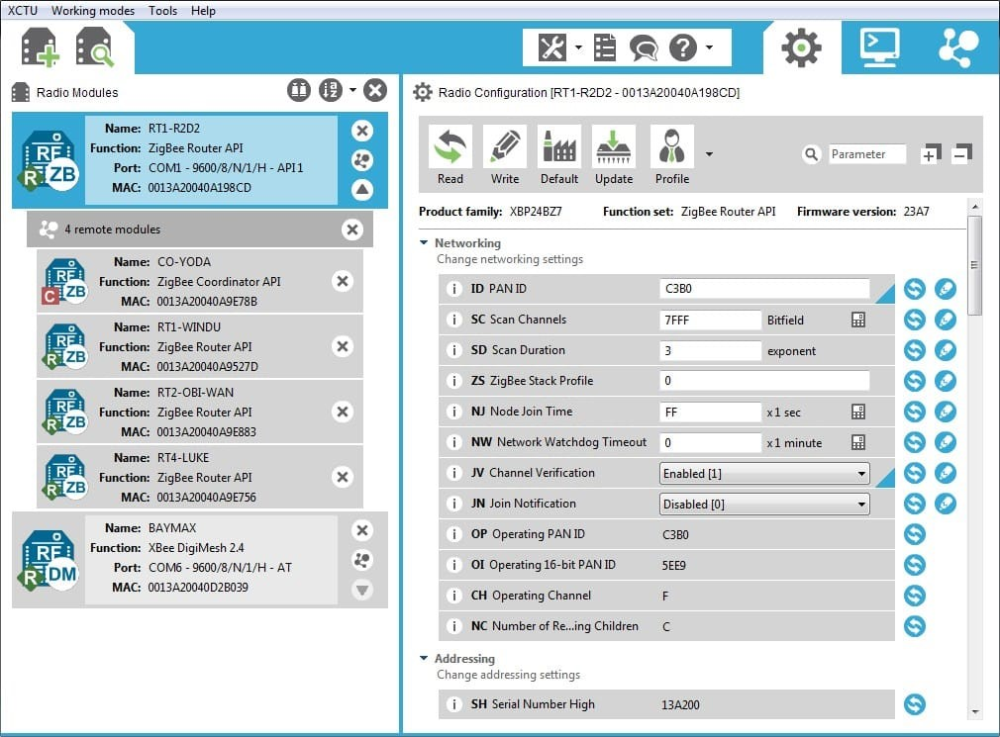 XCTU Working modes Tools Help
Radio Modules
Name: RT1-R2D2
Function: ZigBee Router API
Port: COM1 - 9600/8/N/1/H - API 1
MAC: 0013A20040A198CD
RF
R ZB
4 remote modules
Name: CO-YODA
Function: ZigBee Coordinator API
MAC: 0013A20040A9E78B
RF
C ZB
Name: RT1-WINDU
Function: ZigBee Router API
MAC: 0013A20040A9527D
RF
R ZB
Name: RT2-OBI-WAN
Function: ZigBee Router API
MAC: 0013A20040A9E883
RF
R ZB
Name: RT4-LUKE
Function: ZigBee Router API
MAC: 0013A20040A9E756
RF
R ZB
Name: BAYMAX
Function: XBee DigiMesh 2.4
Port: COM6 - 9600/8/N/1/H - AT
MAC: 0013A20040D2B039
RF
R DM
Radio Configuration [RT1-R2D2 - 0013A20040A198CD]
Read Write Default Update Profile
Parameter
Product family: XBP24BZ7 Function set: ZigBee Router API Firmware version: 23A7
Networking
Change networking settings
i ID PAN ID C3B0
i SC Scan Channels 7FFF Bitfield
i SD Scan Duration 3 exponent
i ZS ZigBee Stack Profile 0
i NJ Node Join Time FF x 1 sec
i NW Network Watchdog Timeout 0 x 1 minute
i JV Channel Verification Enabled [1]
i JN Join Notification Disabled [0]
i OP Operating PAN ID C3B0
i OI Operating 16-bit PAN ID 5EE9
i CH Operating Channel F
i NC Number of Re...ing Children C
Addressing
Change addressing settings
i SH Serial Number High 13A200